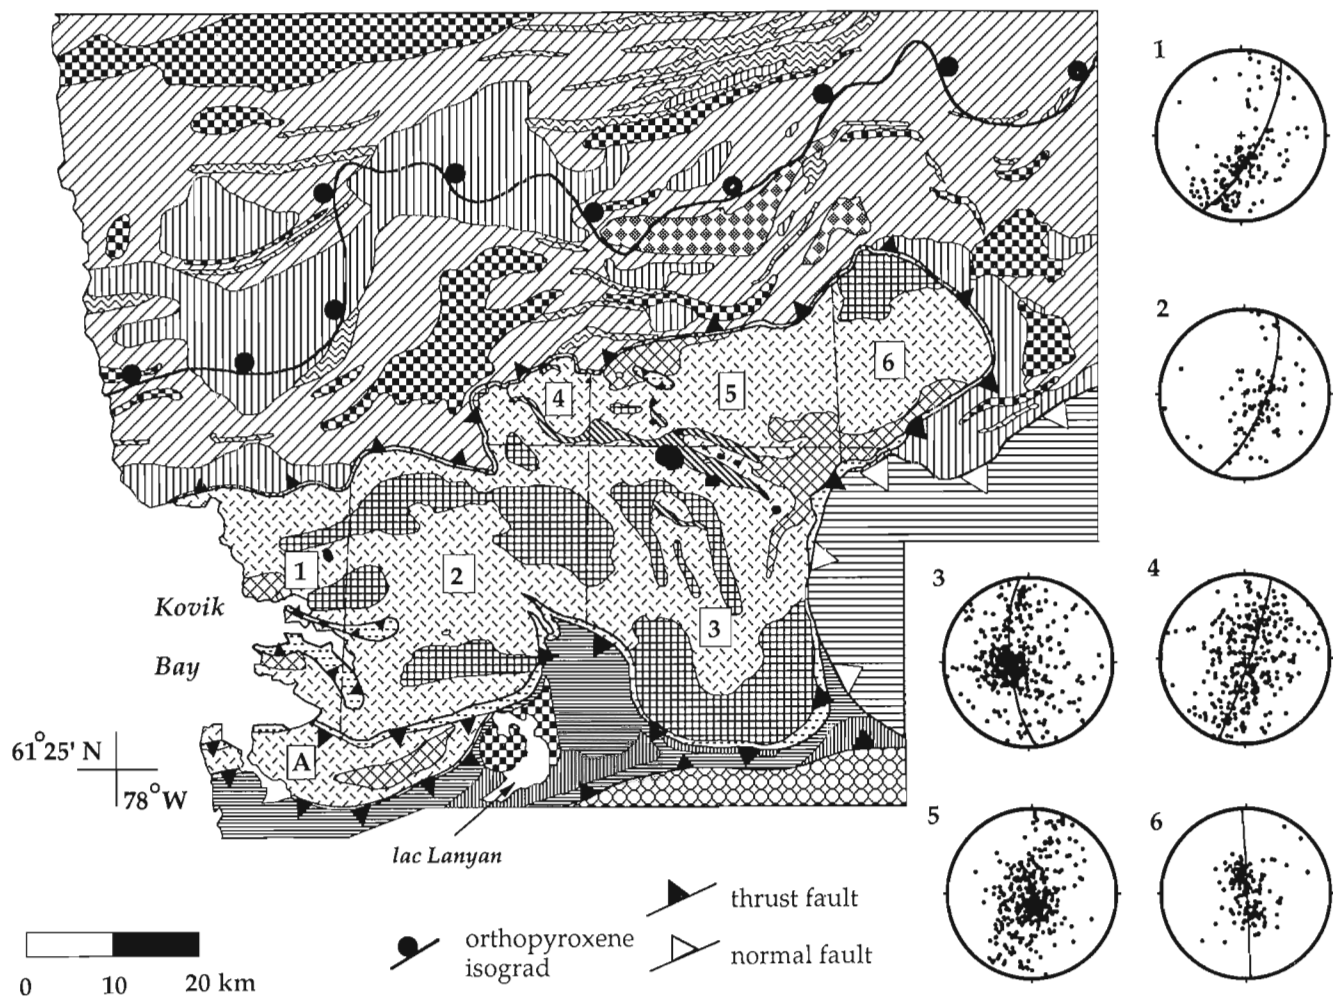 1
2
3
4
5
6
4
5
6
1
2
3
A
Kovik
Bay
61°25' N
78°W
lac Lanyan
thrust fault
orthopyroxene
isograd
normal fault
0 10 20 km